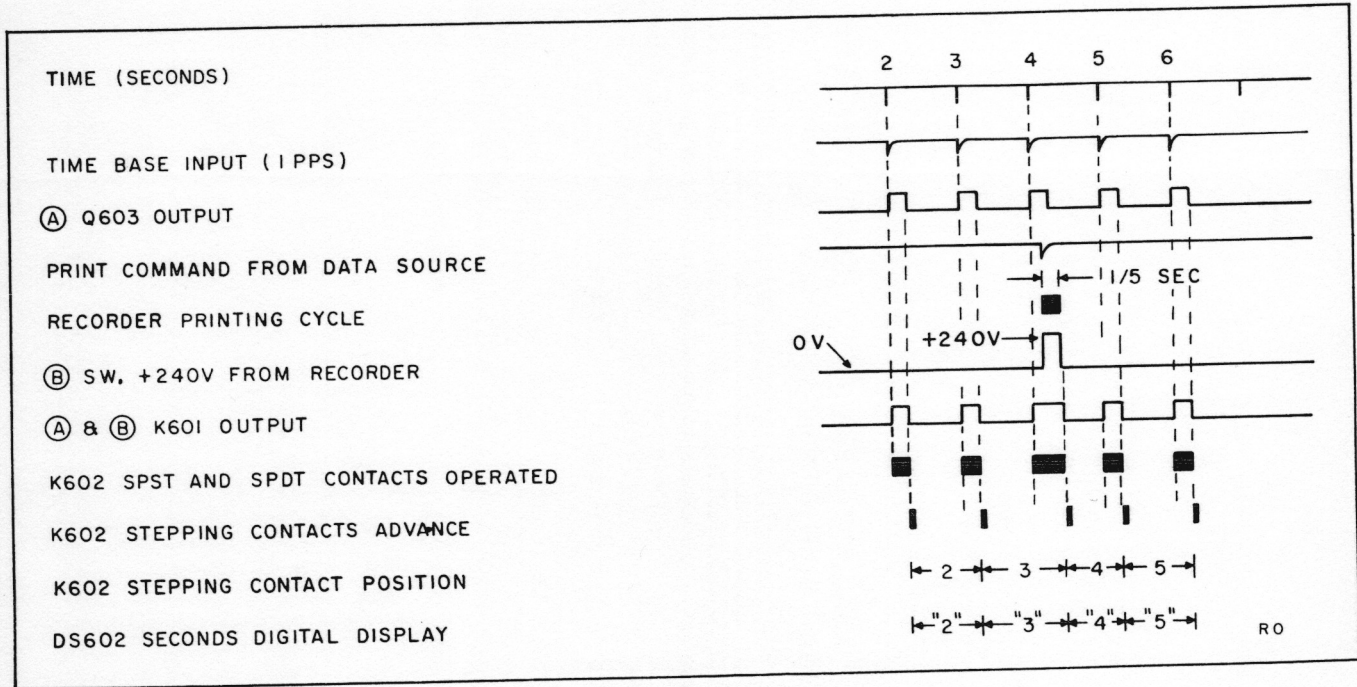 TIME (SECONDS)
2 3 4 5 6
TIME BASE INPUT (1 PPS)
Ⓐ Q603 OUTPUT
PRINT COMMAND FROM DATA SOURCE
1/5 SEC
RECORDER PRINTING CYCLE
0V +240V
Ⓑ SW. +240V FROM RECORDER
Ⓐ & Ⓑ K601 OUTPUT
K602 SPST AND SPDT CONTACTS OPERATED
K602 STEPPING CONTACTS ADVANCE
K602 STEPPING CONTACT POSITION
2 3 4 5
DS602 SECONDS DIGITAL DISPLAY
"2" "3" "4" "5"
RO